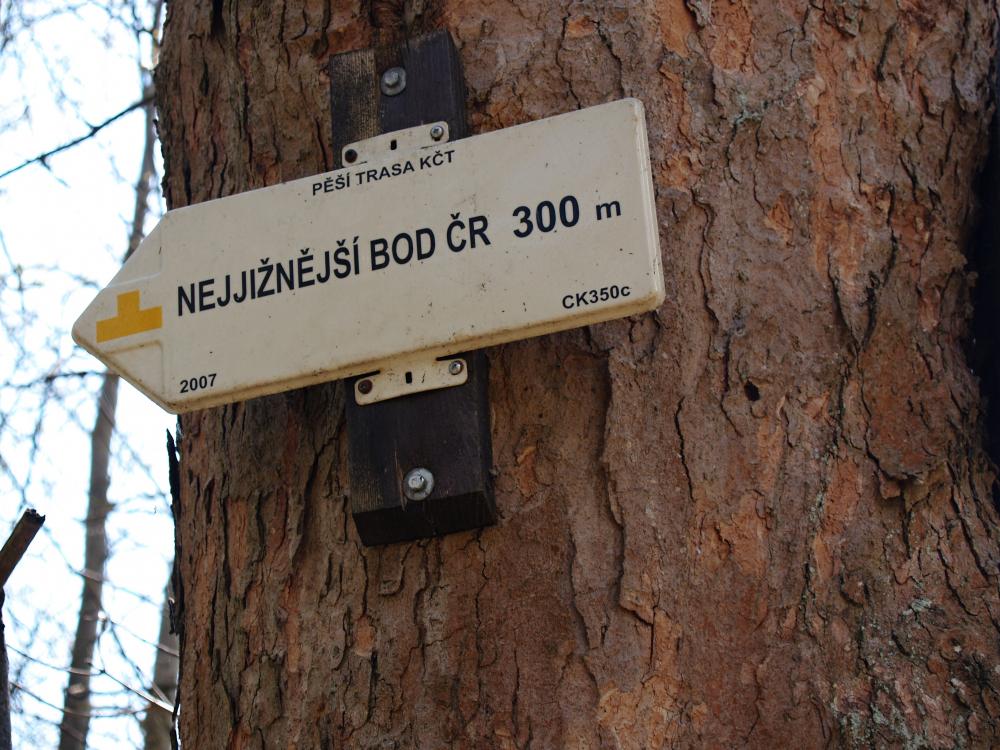 PĚŠÍ TRASA KČT
NEJJIŽNĚJŠÍ BOD ČR 300 m
CK350c
2007